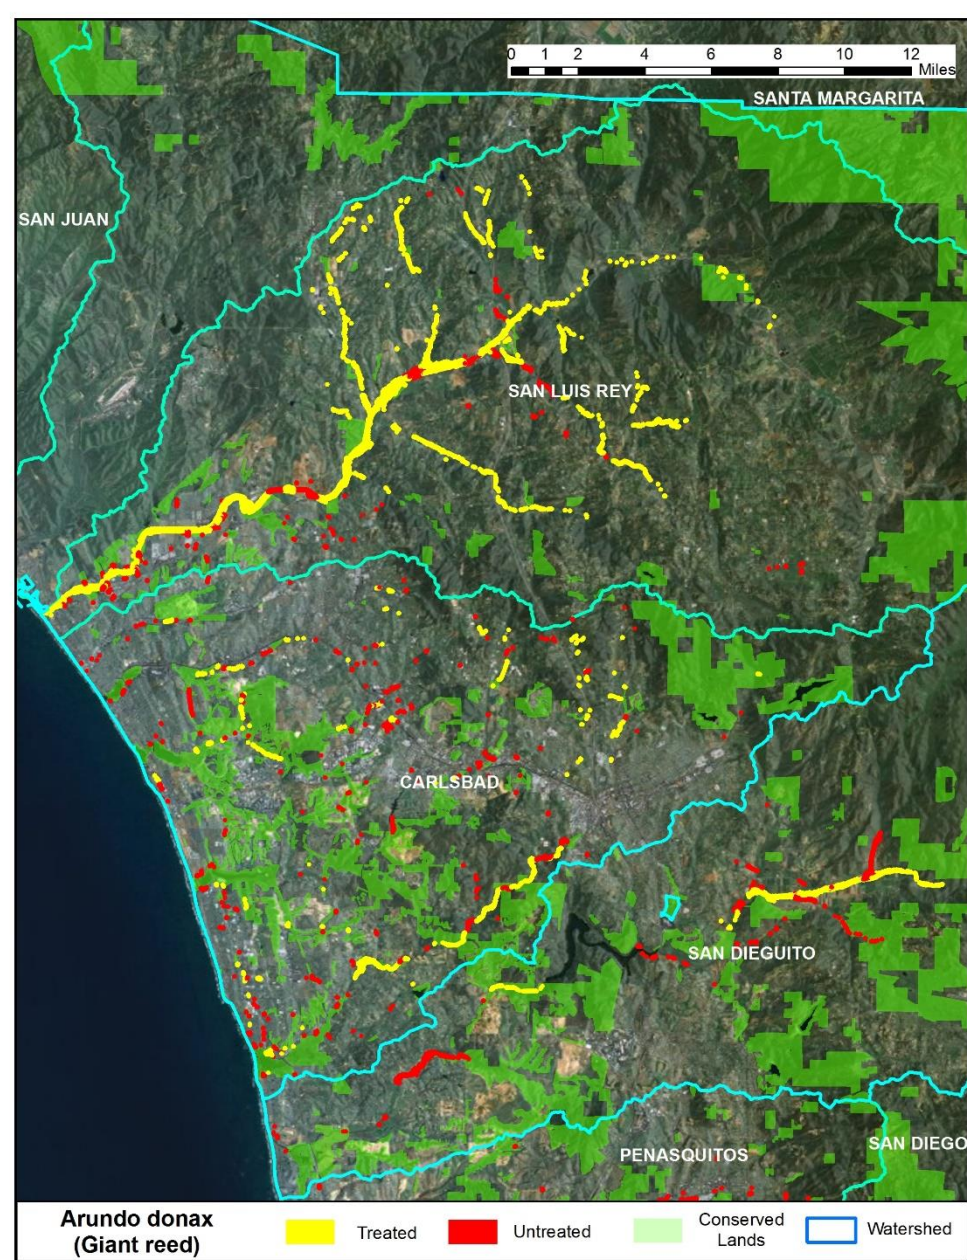 0 1 2 4 6 8 10 12
Miles
SANTA MARGARITA
SAN JUAN
SAN LUIS REY
CARLSBAD
SAN DIEGUITO
PENASQUITOS
SAN DIEGO
Arundo donax
(Giant reed)
Treated
Untreated
Conserved
Lands
Watershed